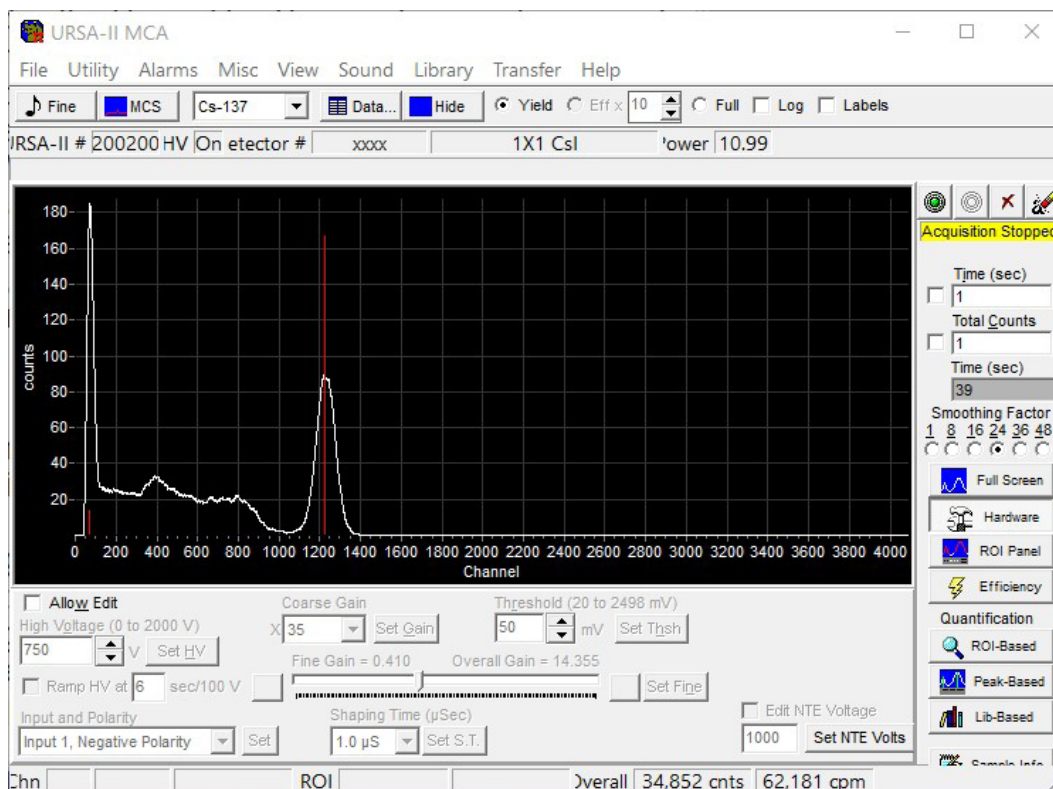 URSA-II MCA
File Utility Alarms Misc View Sound Library Transfer Help
Fine MCS Cs-137 Data... Hide Yield Eff x 10 Full Log Labels
URSA-II # 200200 HV On etector # xxxx 1X1 CsI Power 10.99
180
160
140
120
100
80
60
40
20
counts
0 200 400 600 800 1000 1200 1400 1600 1800 2000 2200 2400 2600 2800 3000 3200 3400 3600 3800 4000
Channel
Acquisition Stopped
Time (sec)
1
Total Counts
1
Time (sec)
39
Smoothing Factor
1 8 16 24 36 48
Full Screen
Hardware
ROI Panel
Efficiency
Quantification
ROI-Based
Peak-Based
Lib-Based
Sample Info
Allow Edit
High Voltage (0 to 2000 V)
750 V Set HV
Ramp HV at 6 sec/100 V
Input and Polarity
Input 1, Negative Polarity Set
Coarse Gain
X 35 Set Gain
Fine Gain = 0.410 Overall Gain = 14.355
Set Fine
Shaping Time (µSec)
1.0 µS Set S.T.
Threshold (20 to 2498 mV)
50 mV Set Thsh
Edit NTE Voltage
1000 Set NTE Volts
Chn ROI Overall 34,852 cnts 62,181 cpm